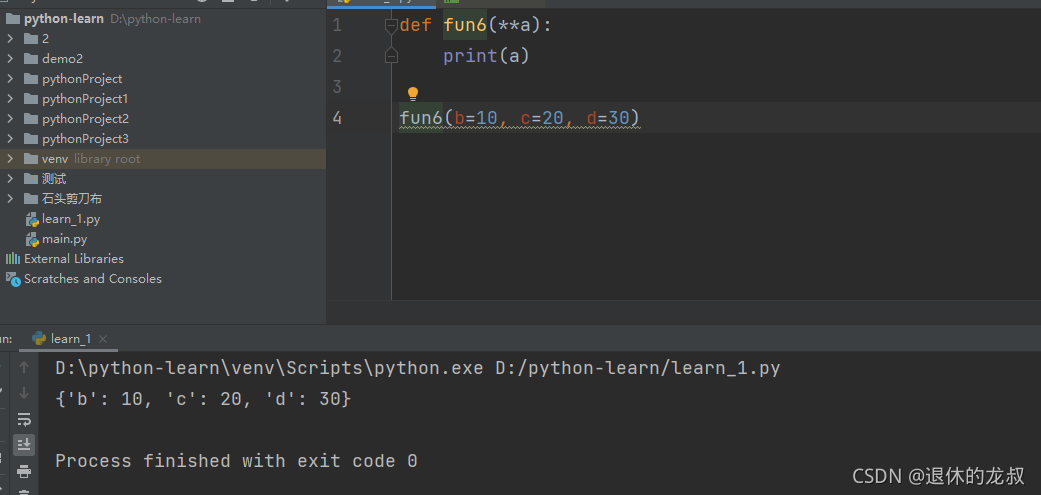 python-learn D:\python-learn
2
demo2
pythonProject
pythonProject1
pythonProject2
pythonProject3
venv library root
测试
石头剪刀布
learn_1.py
main.py
External Libraries
Scratches and Consoles
1 def fun6(**a):
2 print(a)
3
4 fun6(b=10, c=20, d=30)
learn_1
D:\python-learn\venv\Scripts\python.exe D:/python-learn/learn_1.py
{'b': 10, 'c': 20, 'd': 30}
Process finished with exit code 0
CSDN @退休的龙叔